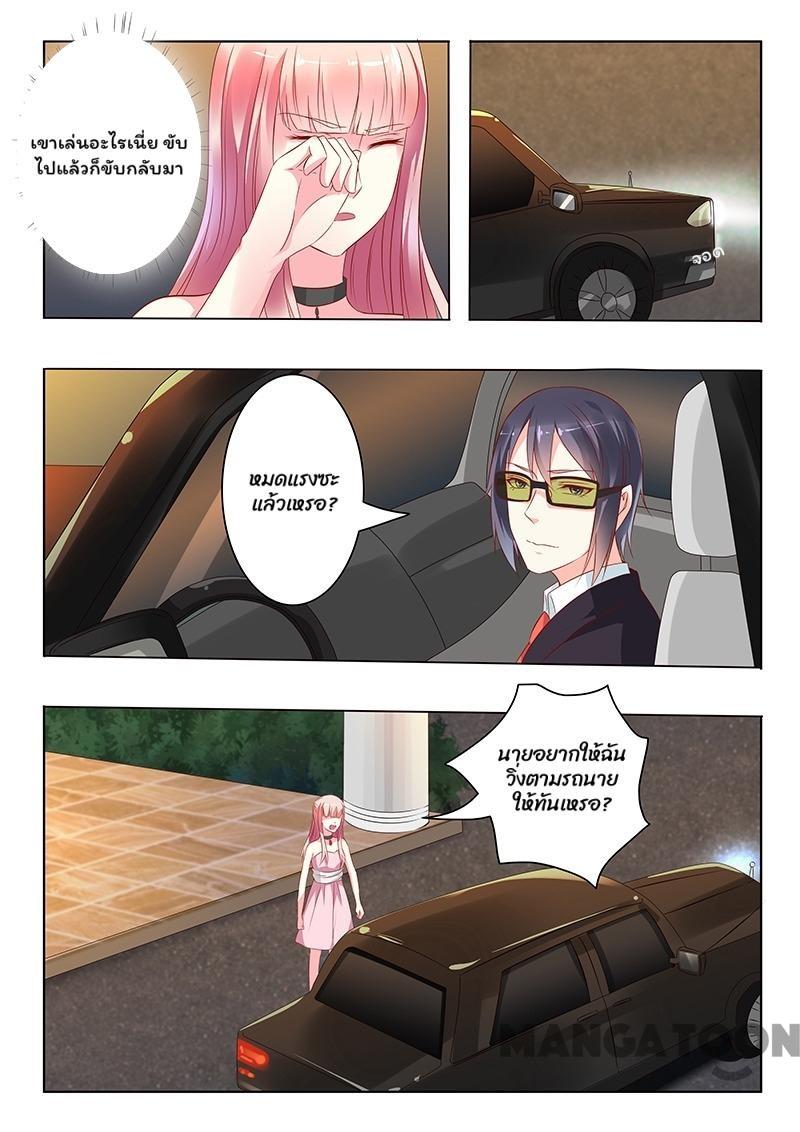 เขาเล่นอะไรเนี่ย ขับ
ไปแล้วก็ขับกลับมา
จอด
หมดแรงซะ
แล้วเหรอ?
นายอยากให้ฉัน
วิ่งตามรถนาย
ให้ทันเหรอ?
MANGATOON